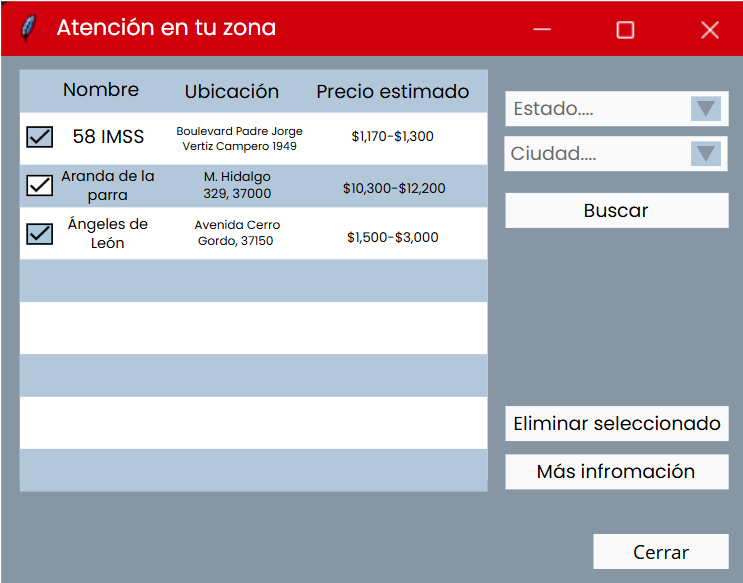 Atención en tu zona
Nombre Ubicación Precio estimado
58 IMSS
Boulevard Padre Jorge
Vertiz Campero 1949
$1,170-$1,300
Aranda de la
parra
M. Hidalgo
329, 37000
$10,300-$12,200
Ángeles de
León
Avenida Cerro
Gordo, 37150
$1,500-$3,000
Estado....
Ciudad....
Buscar
Eliminar seleccionado
Más infromación
Cerrar